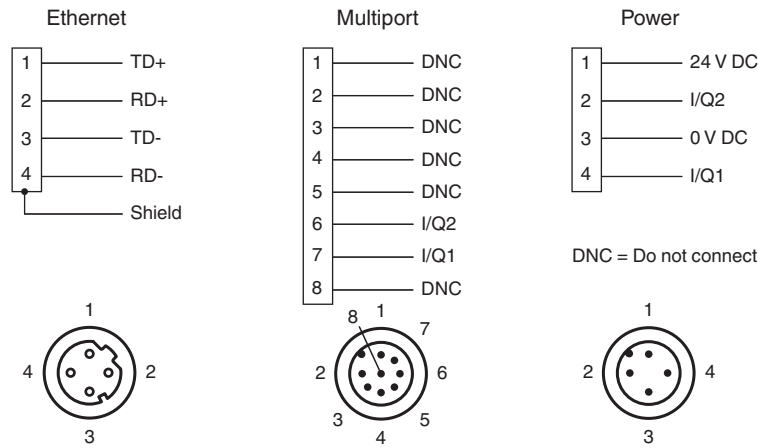 Ethernet
1 TD+
2 RD+
3 TD-
4 RD-
Shield
Multiport
1 DNC
2 DNC
3 DNC
4 DNC
5 DNC
6 I/Q2
7 I/Q1
8 DNC
Power
1 24 V DC
2 I/Q2
3 0 V DC
4 I/Q1
DNC = Do not connect
1
4 2
3
8 1 7
2 6
3 5
4
1
2 4
3